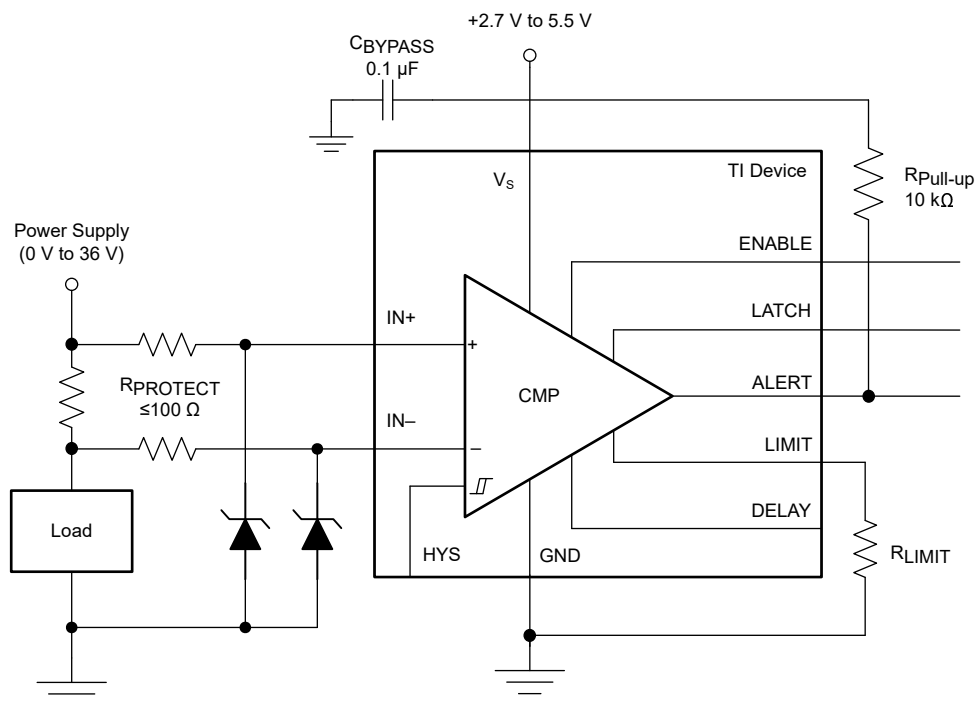 +2.7 V to 5.5 V
CBYPASS
0.1 µF
VS
TI Device
RPull-up
10 kΩ
Power Supply
(0 V to 36 V)
ENABLE
IN+
LATCH
+
RPROTECT
≤100 Ω
CMP
ALERT
IN–
–
LIMIT
Load
DELAY
HYS
GND
RLIMIT